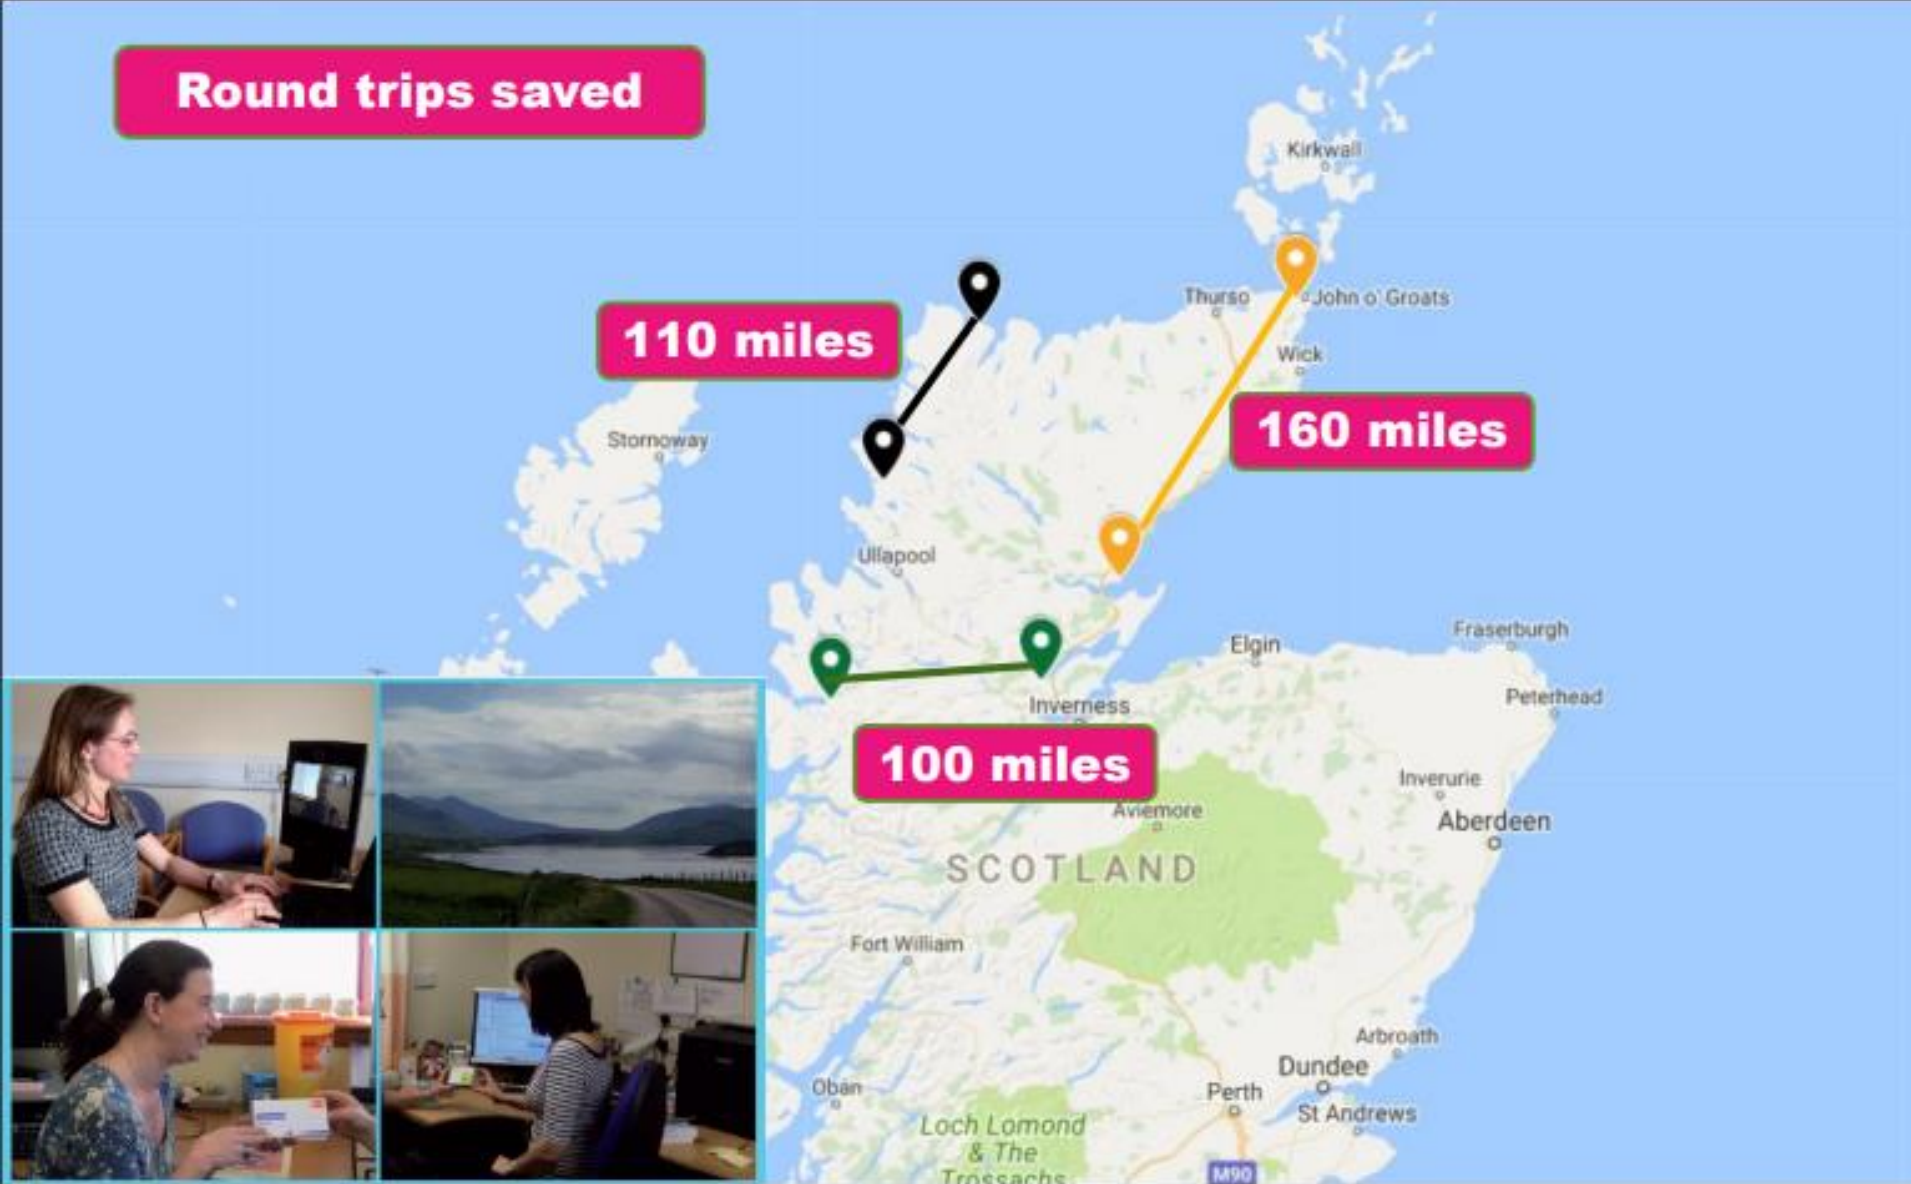 Round trips saved
Kirkwall
Thurso
John o' Groats
110 miles
Wick
160 miles
Stornoway
Ullapool
Fraserburgh
Elgin
Peterhead
Inverness
100 miles
Inverurie
Aviemore
Aberdeen
SCOTLAND
Fort William
Arbroath
Dundee
Oban
Perth
St Andrews
Loch Lomond
& The
Trossachs
M90